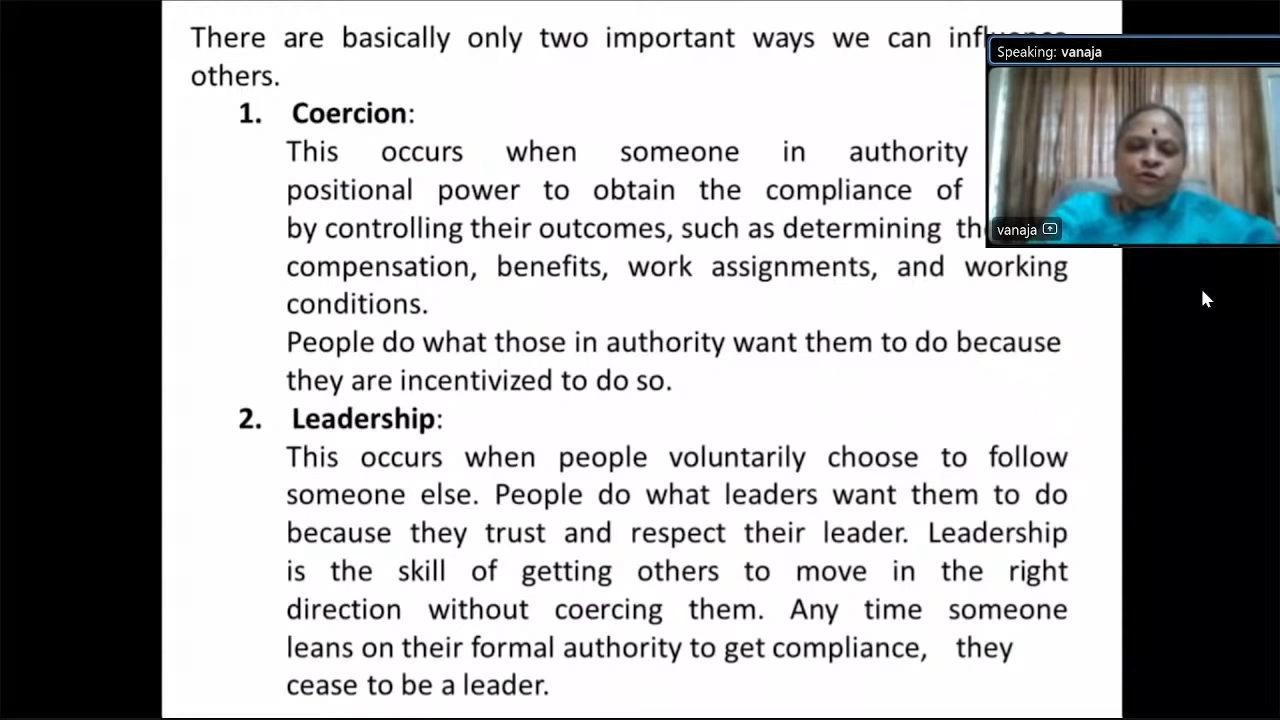 There are basically only two important ways we can influence
others.
1. Coercion:
This occurs when someone in authority
positional power to obtain the compliance of
by controlling their outcomes, such as determining
compensation, benefits, work assignments, and working
conditions.
People do what those in authority want them to do because
they are incentivized to do so.
2. Leadership:
This occurs when people voluntarily choose to follow
someone else. People do what leaders want them to do
because they trust and respect their leader. Leadership
is the skill of getting others to move in the right
direction without coercing them. Any time someone
leans on their formal authority to get compliance, they
cease to be a leader.
Speaking: vanaja
vanaja